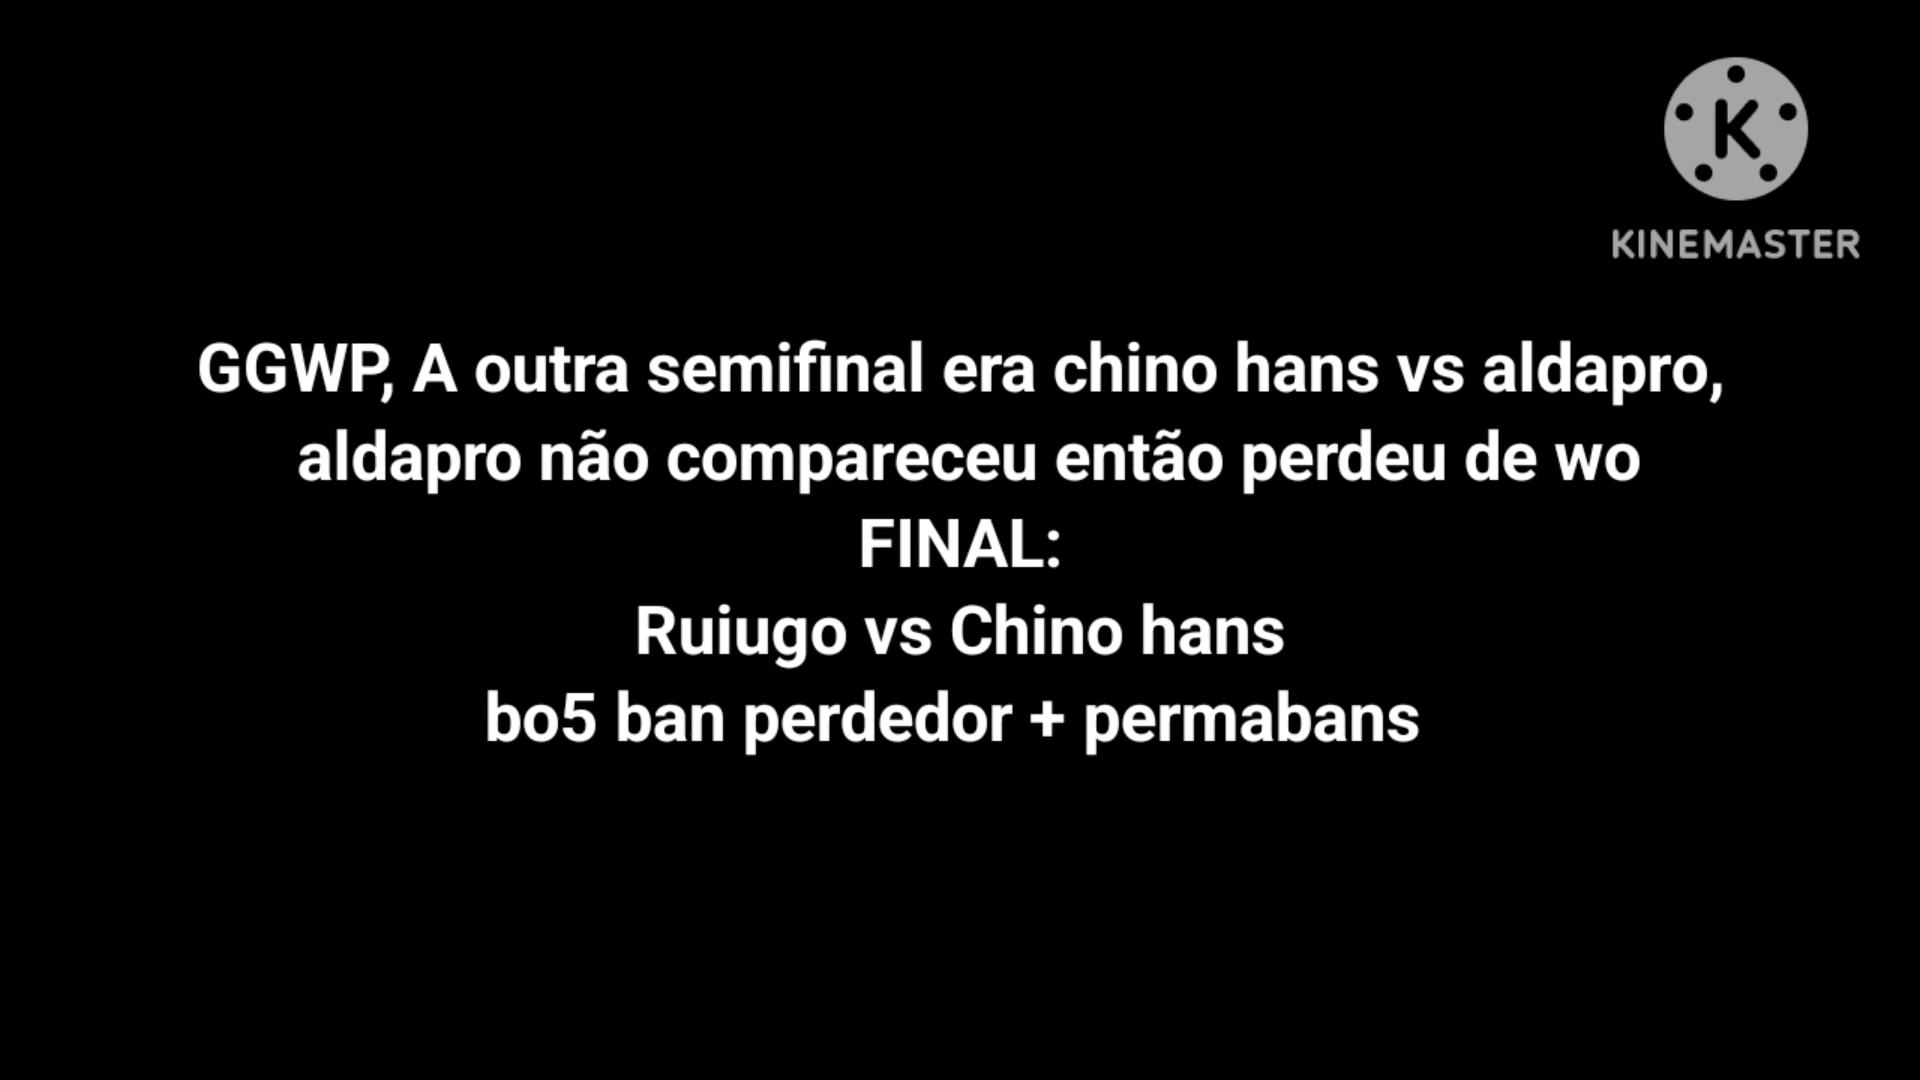 K
KINEMASTER
GGWP, A outra semifinal era chino hans vs aldapro,
aldapro não compareceu então perdeu de wo
FINAL:
Ruiugo vs Chino hans
bo5 ban perdedor + permabans